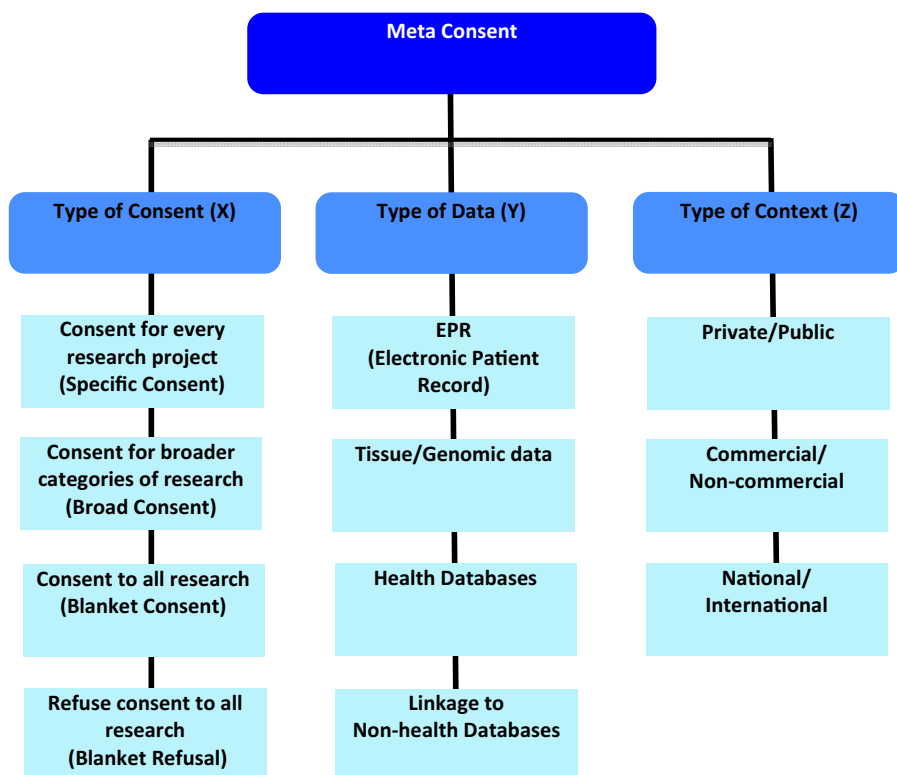 Meta Consent
Type of Consent (X)
Type of Data (Y)
Type of Context (Z)
Consent for every
research project
(Specific Consent)
EPR
(Electronic Patient
Record)
Private/Public
Consent for broader
categories of research
(Broad Consent)
Tissue/Genomic data
Commercial/
Non-commercial
Consent to all research
(Blanket Consent)
Health Databases
National/
International
Refuse consent to all
research
(Blanket Refusal)
Linkage to
Non-health Databases